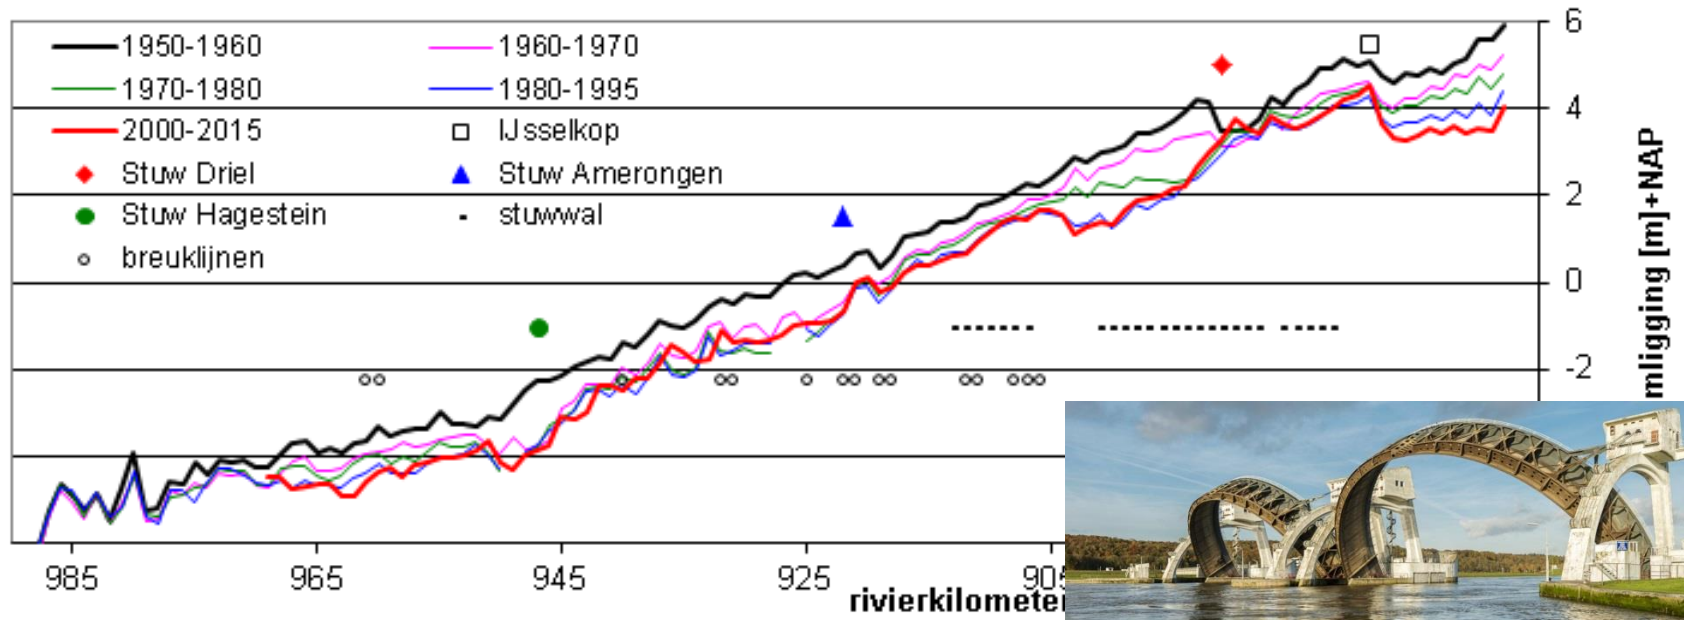 1950-1960 1960-1970
1970-1980 1980-1995
2000-2015 IJsselkop
Stuw Driel Stuw Amerongen
Stuw Hagestein stuwwal
breuklijnen
6
4
2
0
-2
mligging [m]+NAP
985 965 945 925 905
rivierkilometer